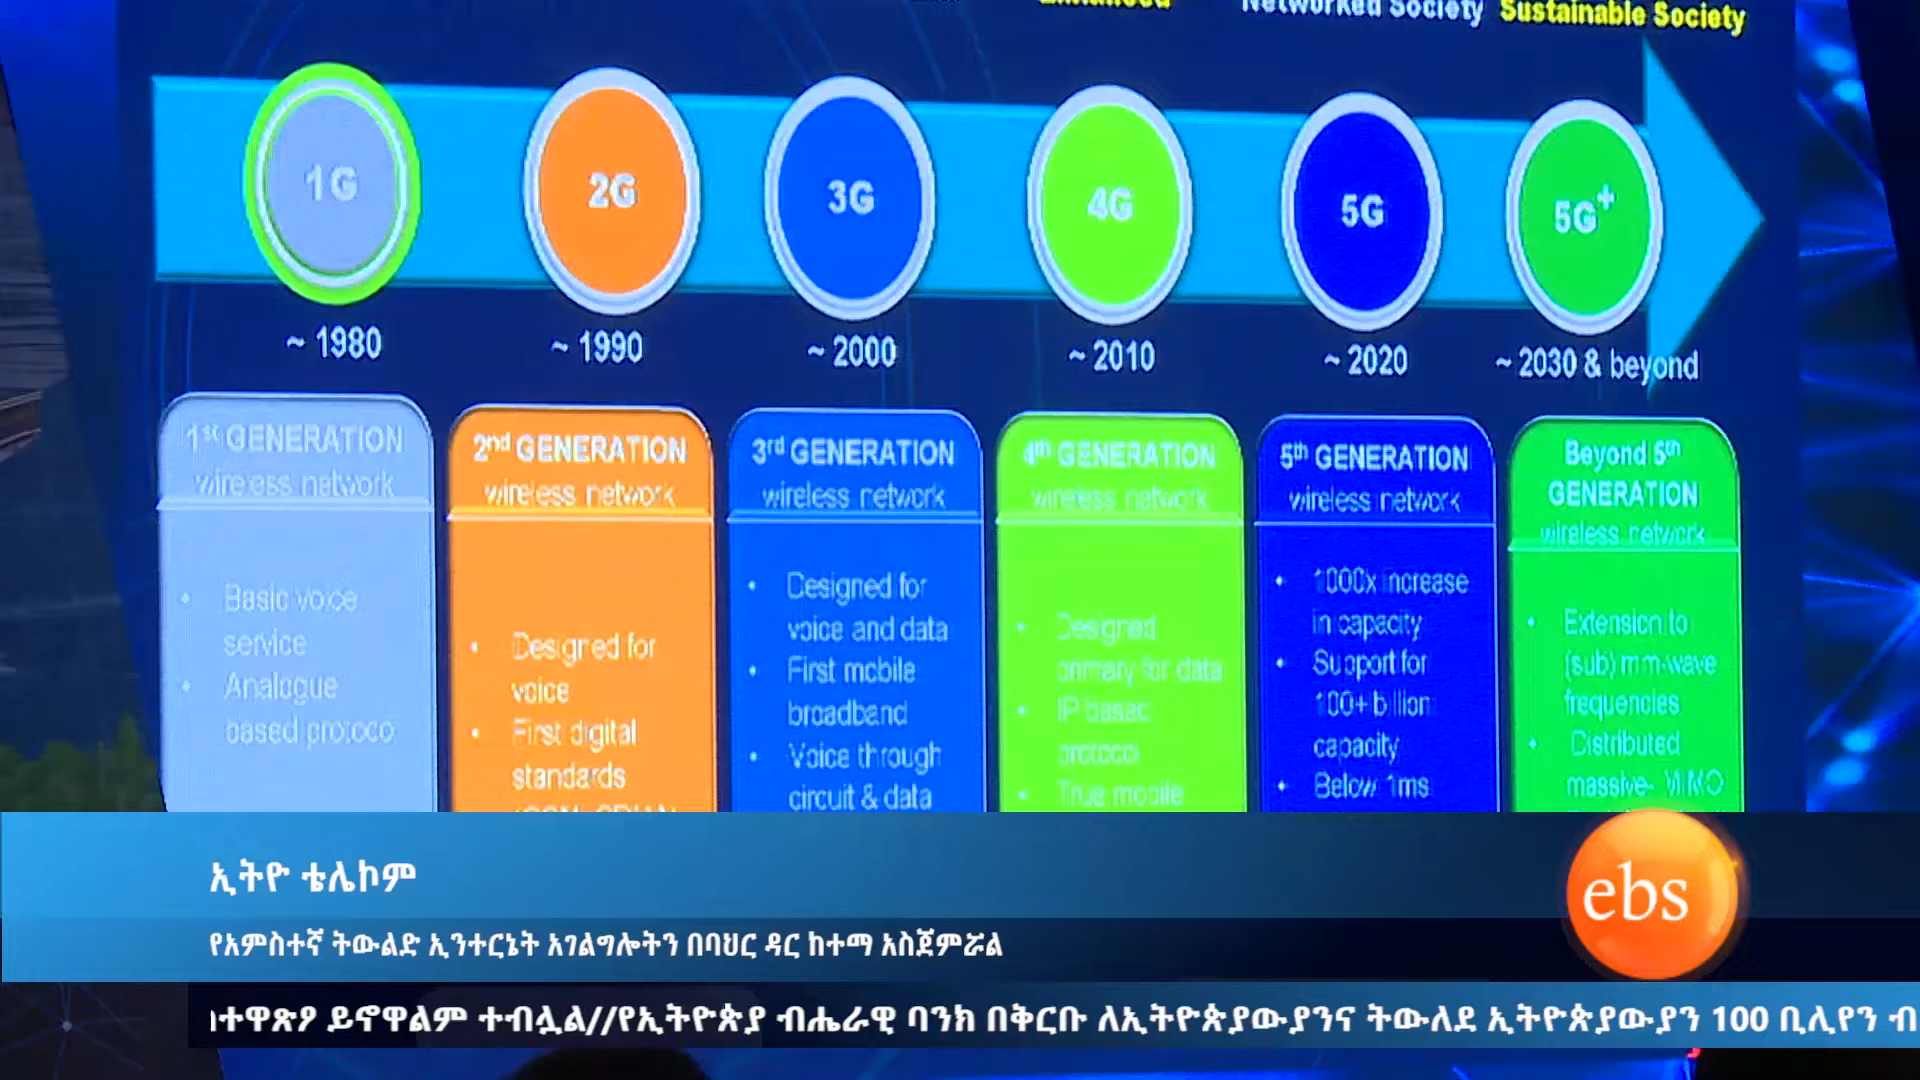 Enhanced Networked Society Sustainable Society
1G 2G 3G 4G 5G 5G+
~ 1980 ~ 1990 ~ 2000 ~ 2010 ~ 2020 ~ 2030 & beyond
1st GENERATION
wireless network
• Basic voice
service
• Analogue
based protoco
2nd GENERATION
wireless network
• Designed for
voice
• First digital
standards
3rd GENERATION
wireless network
• Designed for
voice and data
• First mobile
broadband
• Voice through
circuit & data
4th GENERATION
wireless network
• Designed
primary for data
• IP based
protocol
• True mobile
5th GENERATION
wireless network
• 1000x increase
in capacity
• Support for
100+ billion
capacity
• Below 1ms
Beyond 5th
GENERATION
wireless network
• Extension to
(sub) mm-wave
frequencies
• Distributed
massive- MIMO
ኢትዮ ቴሌኮም
የአምስተኛ ትውልድ ኢንተርኔት አገልግሎትን በባህር ዳር ከተማ አስጀምሯል
ebs
ተዋጽዖ ይኖዋልም ተብሏል//የኢትዮጵያ ብሔራዊ ባንክ በቅርቡ ለኢትዮጵያውያንና ትውለደ ኢትዮጵያውያን 100 ቢሊየን ብ